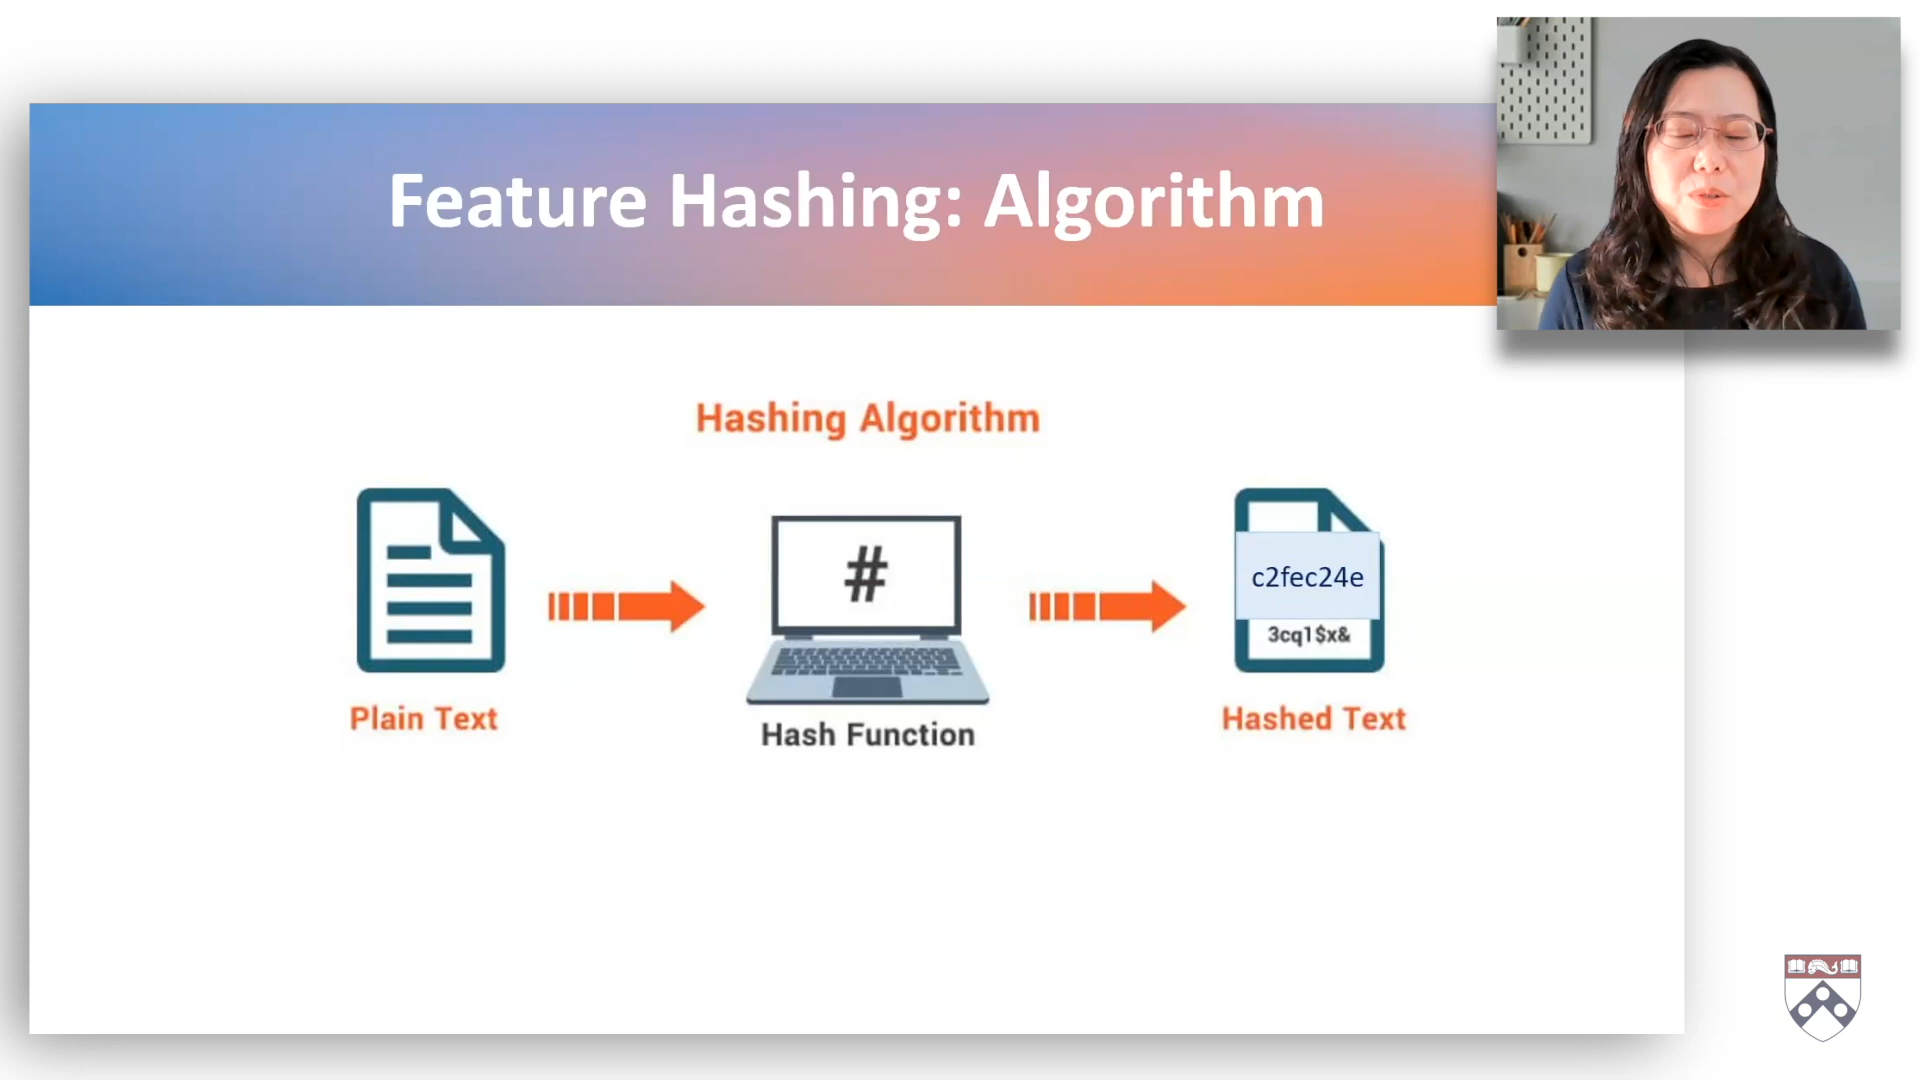 Feature Hashing: Algorithm
Hashing Algorithm
#
c2fec24e
3cq1$x&
Plain Text
Hash Function
Hashed Text